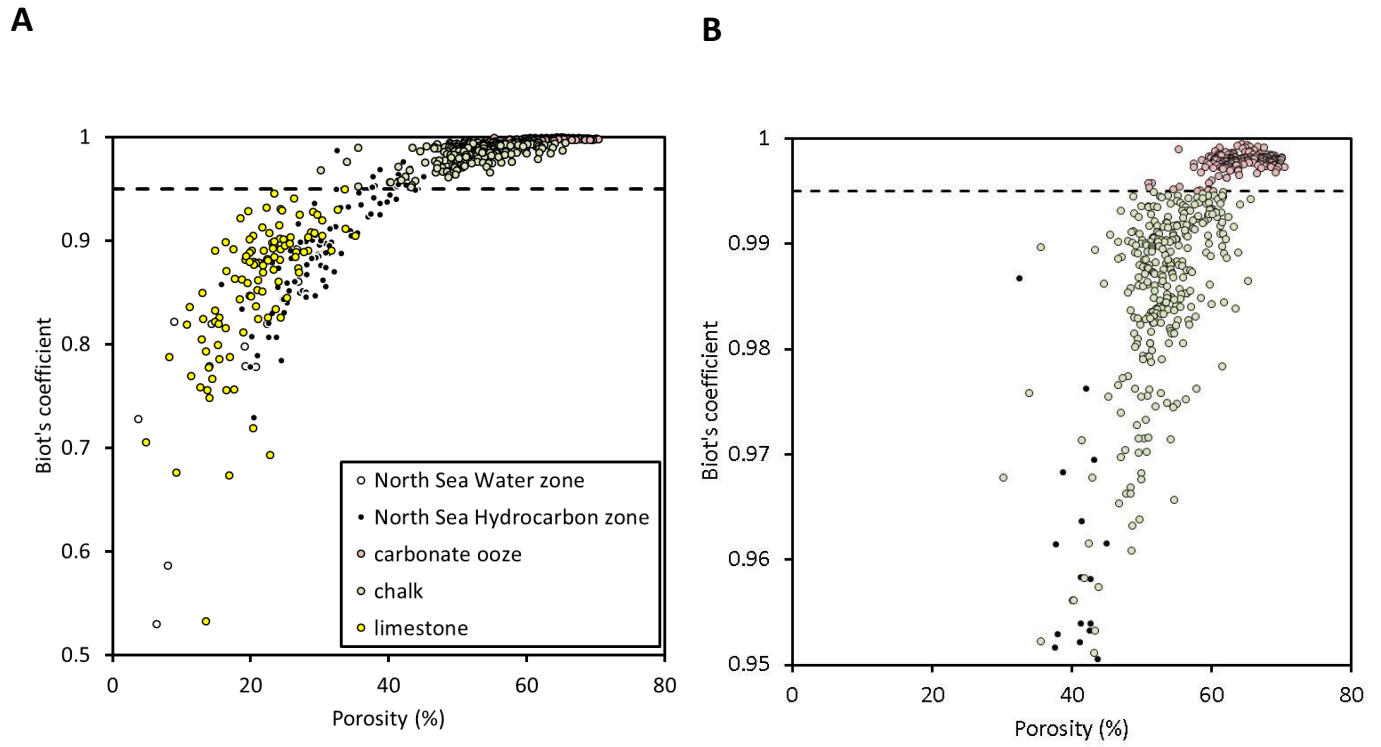 A
1
0.9
0.8
0.7
0.6
0.5
Biot's coefficient
North Sea Water zone
North Sea Hydrocarbon zone
carbonate ooze
chalk
limestone
0 20 40 60 80
Porosity (%)
B
1
0.99
0.98
0.97
0.96
0.95
Biot's coefficient
0 20 40 60 80
Porosity (%)